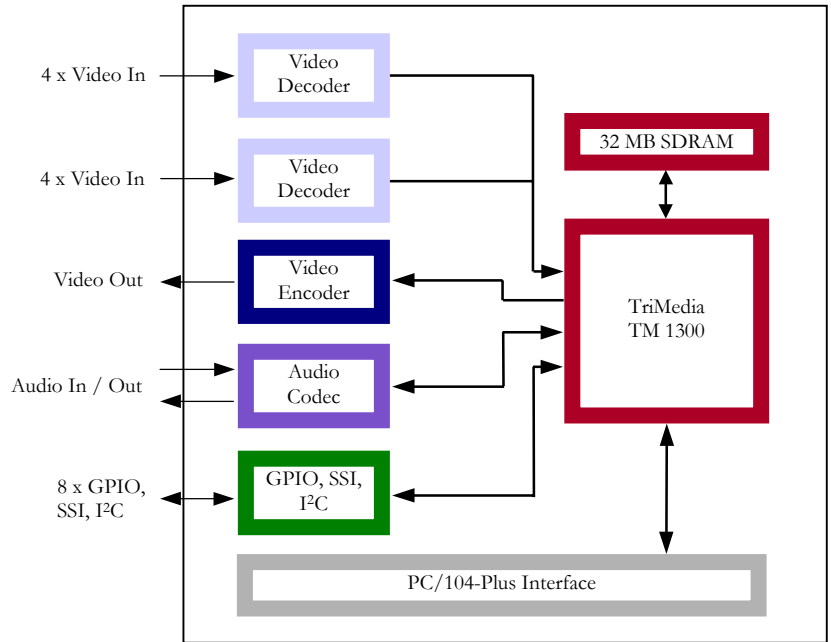 4 x Video In
Video
Decoder
32 MB SDRAM
4 x Video In
Video
Decoder
Video Out
Video
Encoder
TriMedia
TM 1300
Audio In / Out
Audio
Codec
8 x GPIO,
SSI, I²C
GPIO, SSI,
I²C
PC/104-Plus Interface